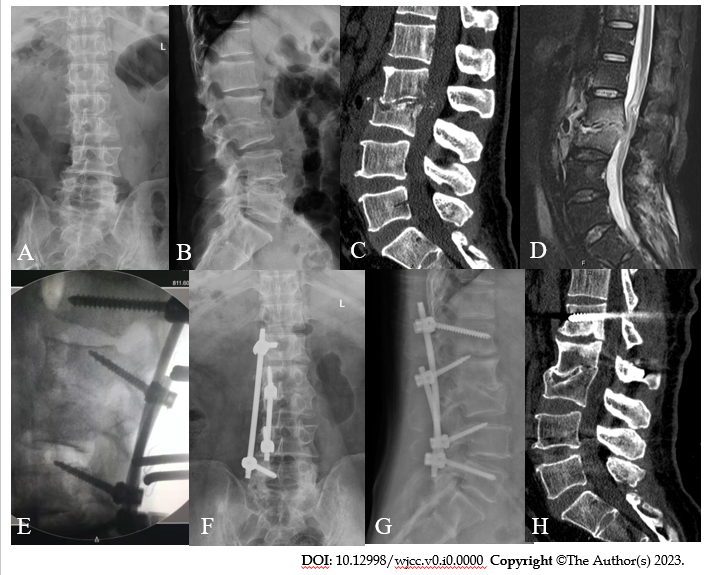 L
A
B
C
D
F
E
L
F
G
H
DOI: 10.12998/wjcc.v0.i0.0000 Copyright ©The Author(s) 2023.